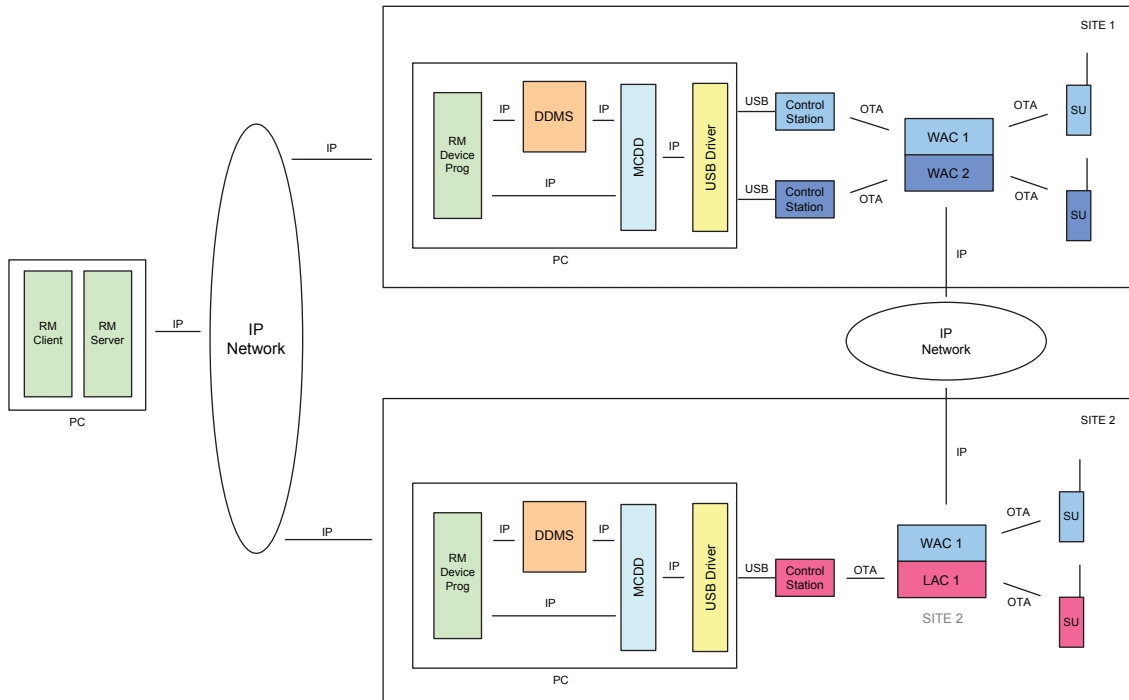 SITE 1
RM
Device
Prog
IP
DDMS
IP
MCDD
IP
IP
USB Driver
PC
USB
Control
Station
OTA
USB
Control
Station
OTA
WAC 1
WAC 2
OTA
SU
OTA
SU
IP
IP
Network
IP
RM
Client
RM
Server
PC
IP
IP
Network
IP
IP
SITE 2
RM
Device
Prog
IP
DDMS
IP
MCDD
IP
IP
USB Driver
PC
USB
Control
Station
OTA
WAC 1
LAC 1
SITE 2
OTA
SU
OTA
SU